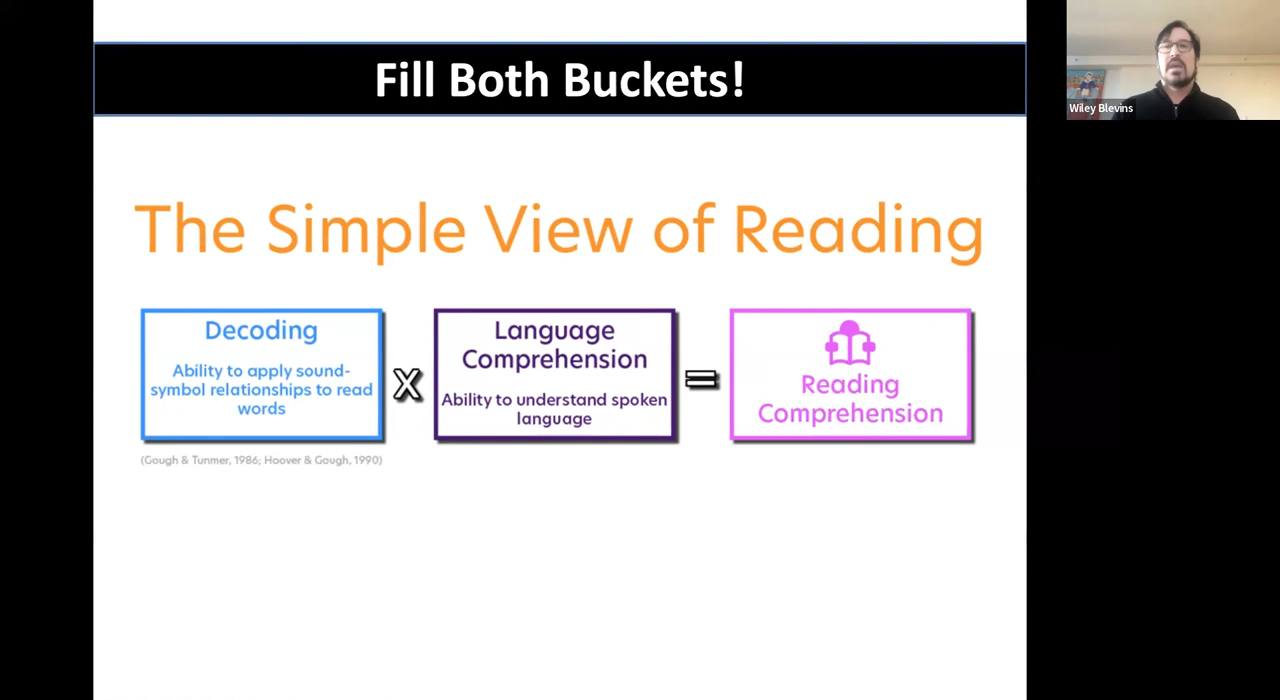 Fill Both Buckets!
Wiley Blevins
The Simple View of Reading
Decoding
Ability to apply sound-
symbol relationships to read
words
x
Language
Comprehension
Ability to understand spoken
language
=
Reading
Comprehension
(Gough & Tunmer, 1986; Hoover & Gough, 1990)